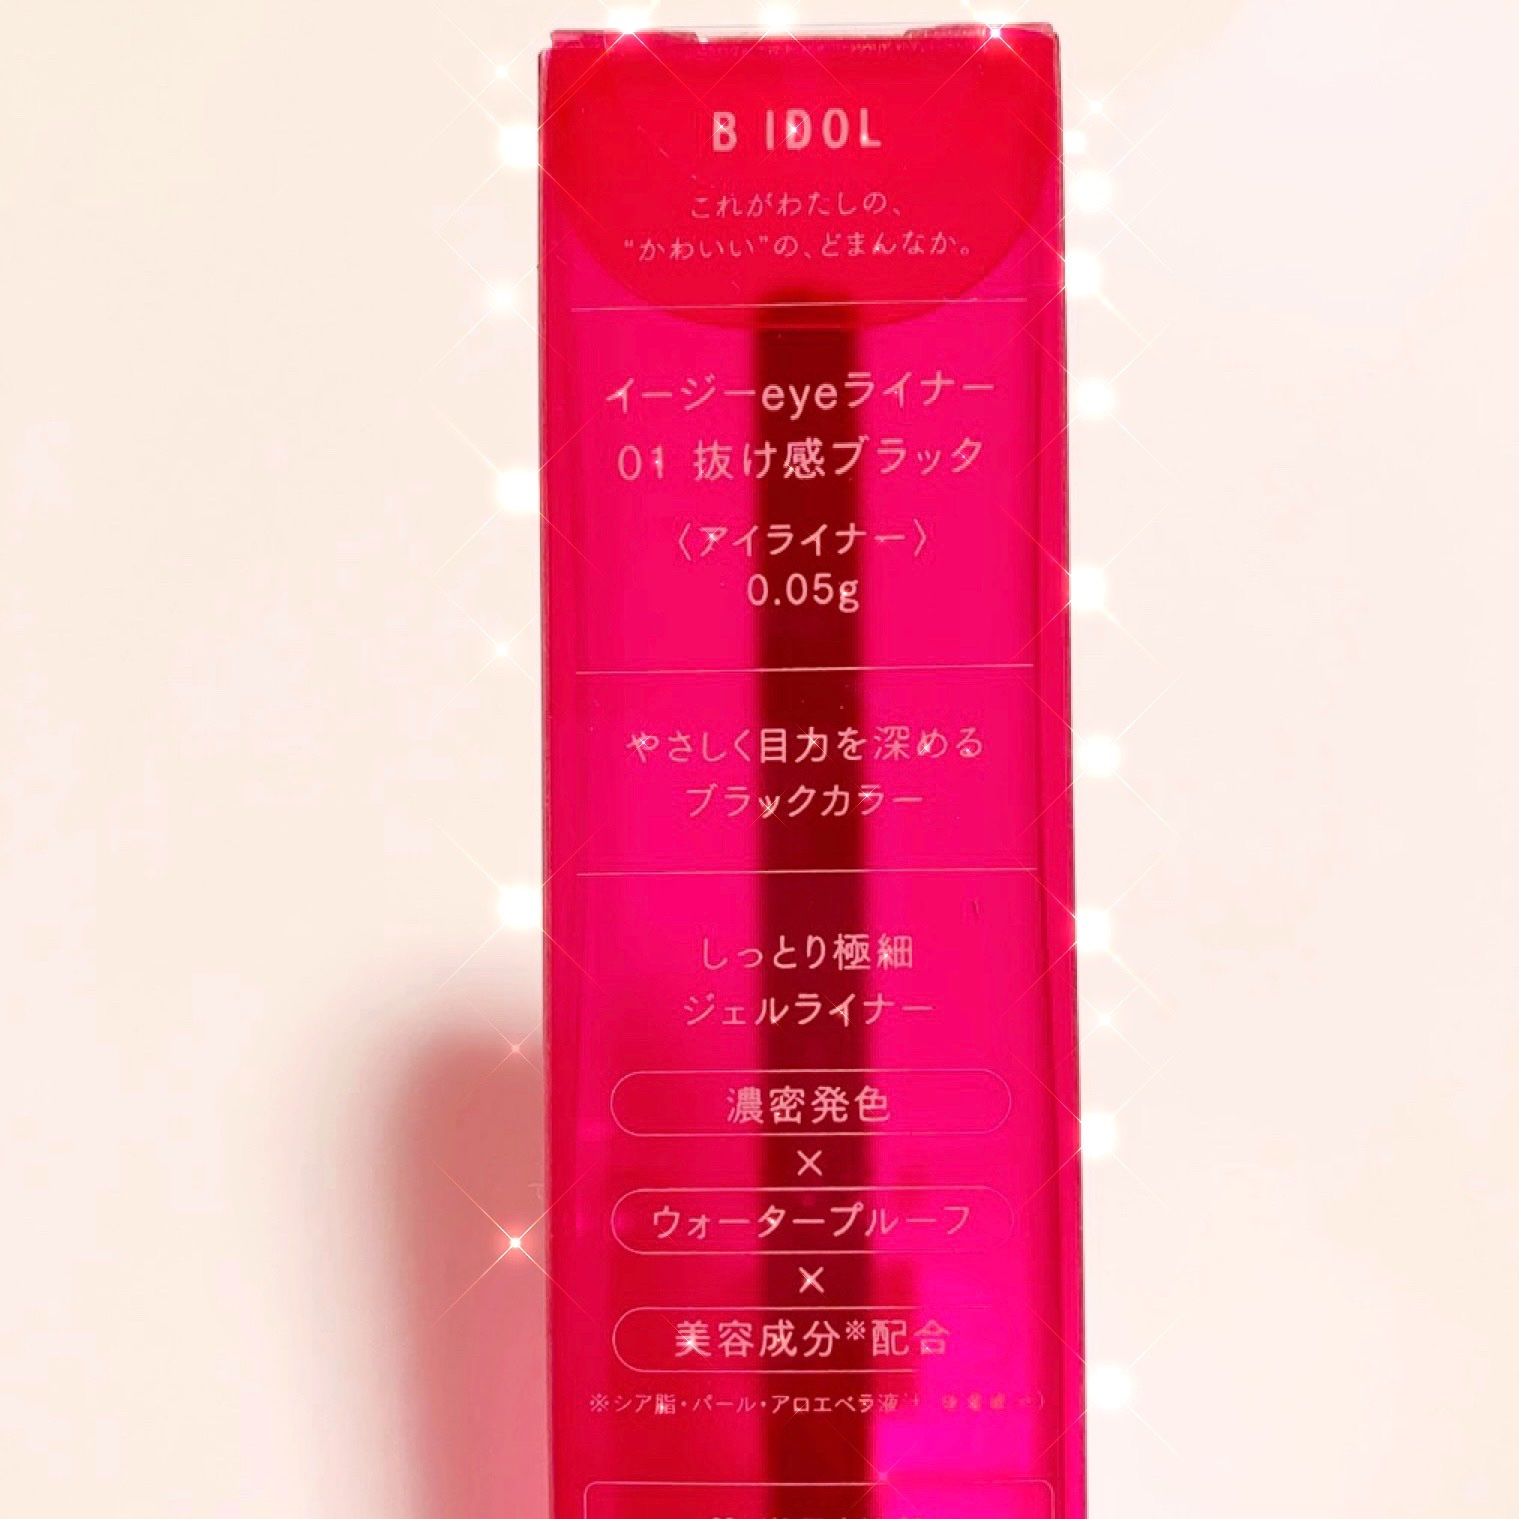 B IDOL
これがわたしの、
“かわいい”の、どまんなか。
イージーeyeライナー
01 抜け感ブラッタ
〈アイライナー〉
0.05g
やさしく目力を深める
ブラックカラー
しっとり極細
ジェルライナー
濃密発色
×
ウォータープルーフ
×
美容成分※配合
※シア脂・パール・アロエベラ液汁